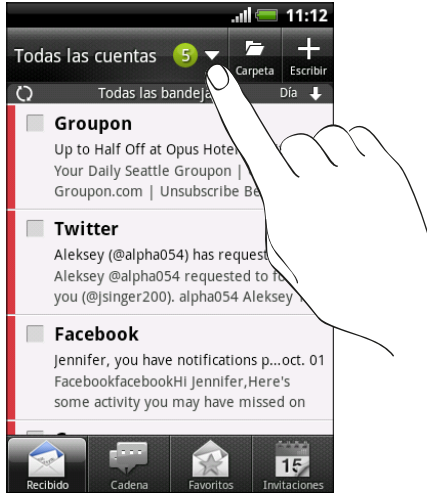 11:12
Todas las cuentas 5
Carpeta Escribir
Todas las bandeja Día
Groupon
Up to Half Off at Opus Hote
Your Daily Seattle Groupon |
Groupon.com | Unsubscribe Be
Twitter
Aleksey (@alpha054) has request
Aleksey @alpha054 requested to fo
you (@jsinger200). alpha054 Aleksey
Facebook
Jennifer, you have notifications p...oct. 01
FacebookfacebookHi Jennifer,Here's
some activity you may have missed on
15
Recibido Cadena Favoritos Invitaciones